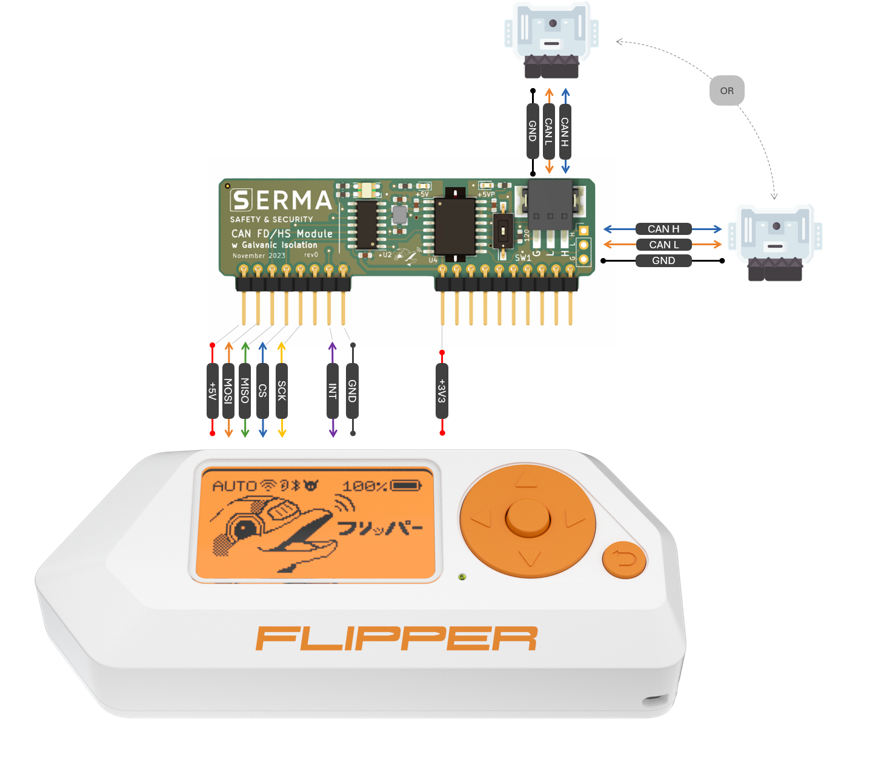 OR
GND
CAN L
CAN H
SERMA
SAFETY & SECURITY
CAN FD/HS Module
w Galvanic Isolation
November 2023 rev0
+5V
+5VP
U2
U4
SW1
120
G
L
H
G L H
CAN H
CAN L
GND
+5V
MOSI
MISO
CS
SCK
INT
GND
+3V3
AUTO 100%
フリッパー
FLIPPER